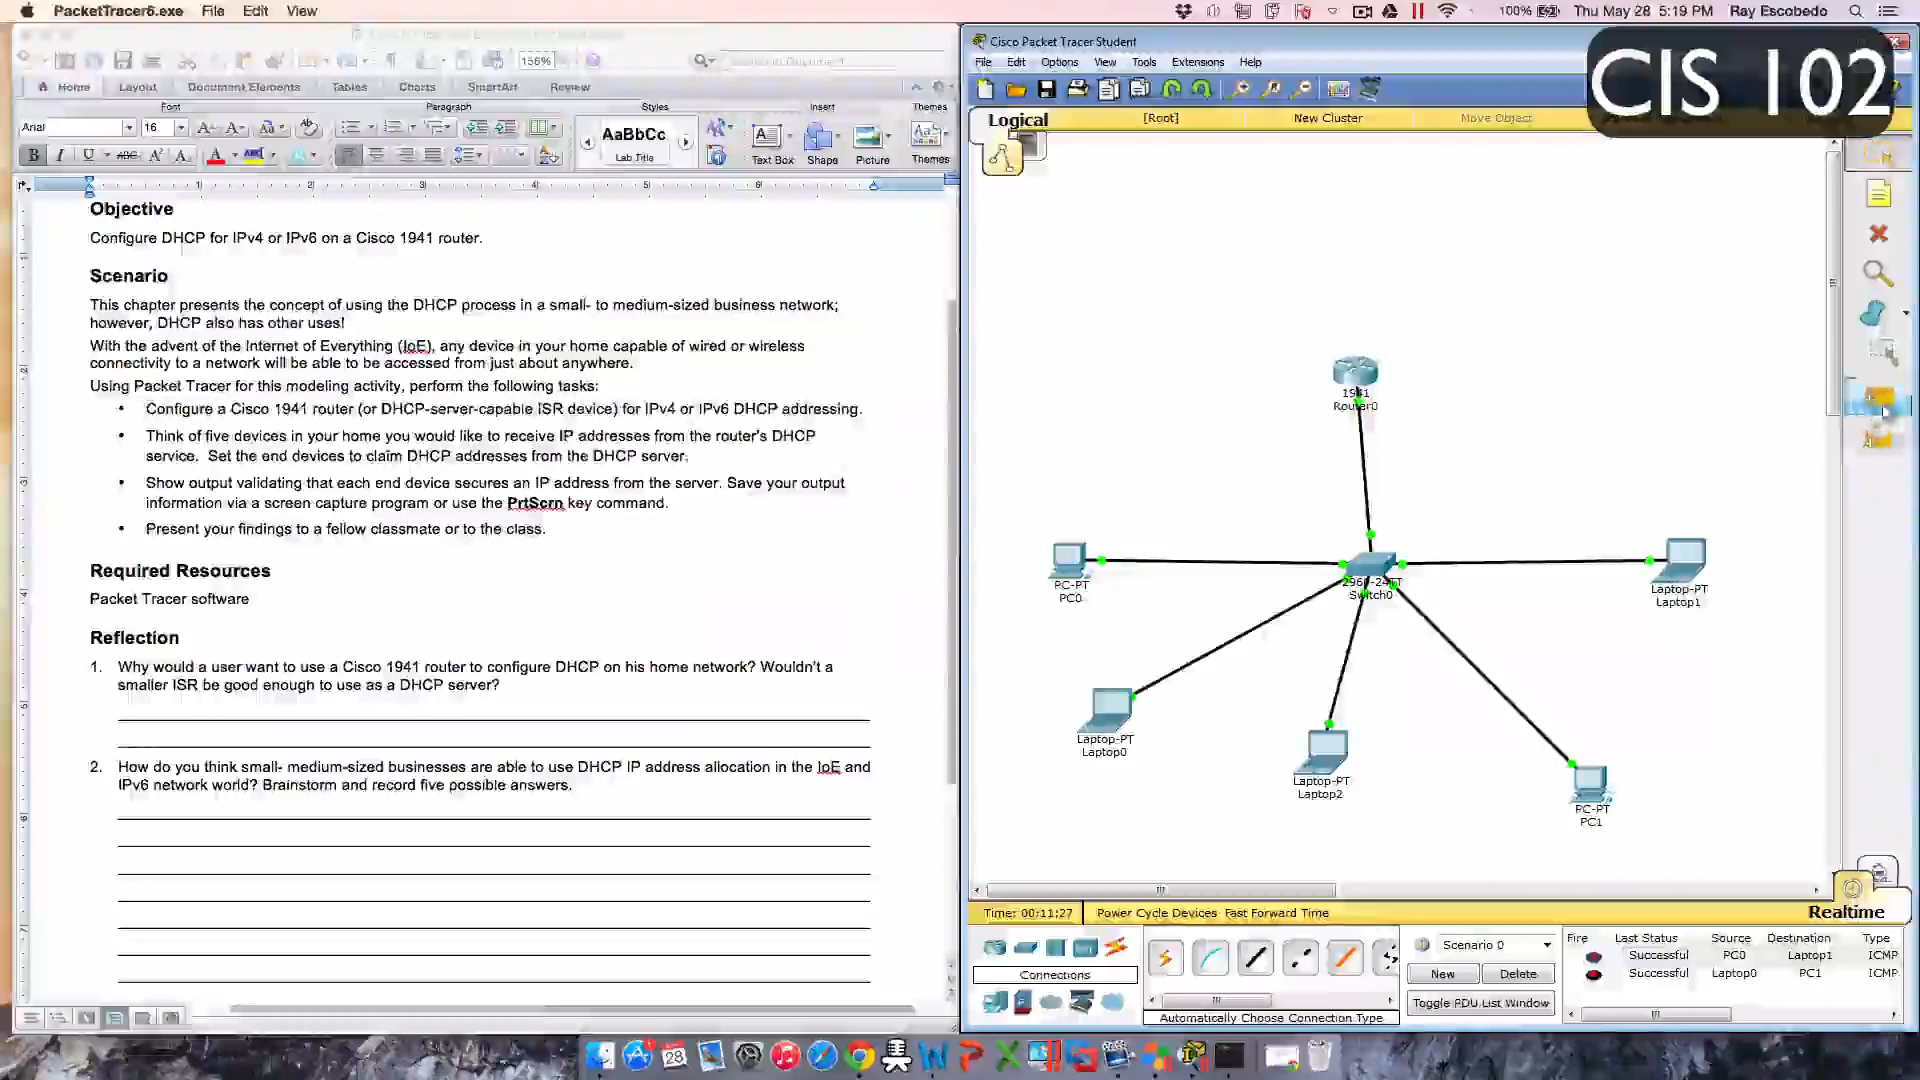 PacketTracer6.exe File Edit View
100% Thu May 28 5:19 PM Ray Escobedo
CIS 102
156%
Home Layout Document Elements Tables Charts SmartArt Review
Font Paragraph Styles Insert Themes
Arial 16
AaBbCc
Lab Title
Text Box Shape Picture Themes
Objective
Configure DHCP for IPv4 or IPv6 on a Cisco 1941 router.
Scenario
This chapter presents the concept of using the DHCP process in a small- to medium-sized business network;
however, DHCP also has other uses!
With the advent of the Internet of Everything (IoE), any device in your home capable of wired or wireless
connectivity to a network will be able to be accessed from just about anywhere.
Using Packet Tracer for this modeling activity, perform the following tasks:
• Configure a Cisco 1941 router (or DHCP-server-capable ISR device) for IPv4 or IPv6 DHCP addressing.
• Think of five devices in your home you would like to receive IP addresses from the router's DHCP
service. Set the end devices to claim DHCP addresses from the DHCP server.
• Show output validating that each end device secures an IP address from the server. Save your output
information via a screen capture program or use the PrtScrn key command.
• Present your findings to a fellow classmate or to the class.
Required Resources
Packet Tracer software
Reflection
1. Why would a user want to use a Cisco 1941 router to configure DHCP on his home network? Wouldn't a
smaller ISR be good enough to use as a DHCP server?
2. How do you think small- medium-sized businesses are able to use DHCP IP address allocation in the IoE and
IPv6 network world? Brainstorm and record five possible answers.
Cisco Packet Tracer Student
File Edit Options View Tools Extensions Help
Logical [Root] New Cluster Move Object
1941
Router0
PC-PT
PC0
2960-24TT
Switch0
Laptop-PT
Laptop1
Laptop-PT
Laptop0
Laptop-PT
Laptop2
PC-PT
PC1
Time: 00:11:27 Power Cycle Devices Fast Forward Time
Realtime
Connections
Automatically Choose Connection Type
Scenario 0
New Delete
Toggle PDU List Window
Fire Last Status Source Destination Type
Successful PC0 Laptop1 ICMP
Successful Laptop0 PC1 ICMP
28